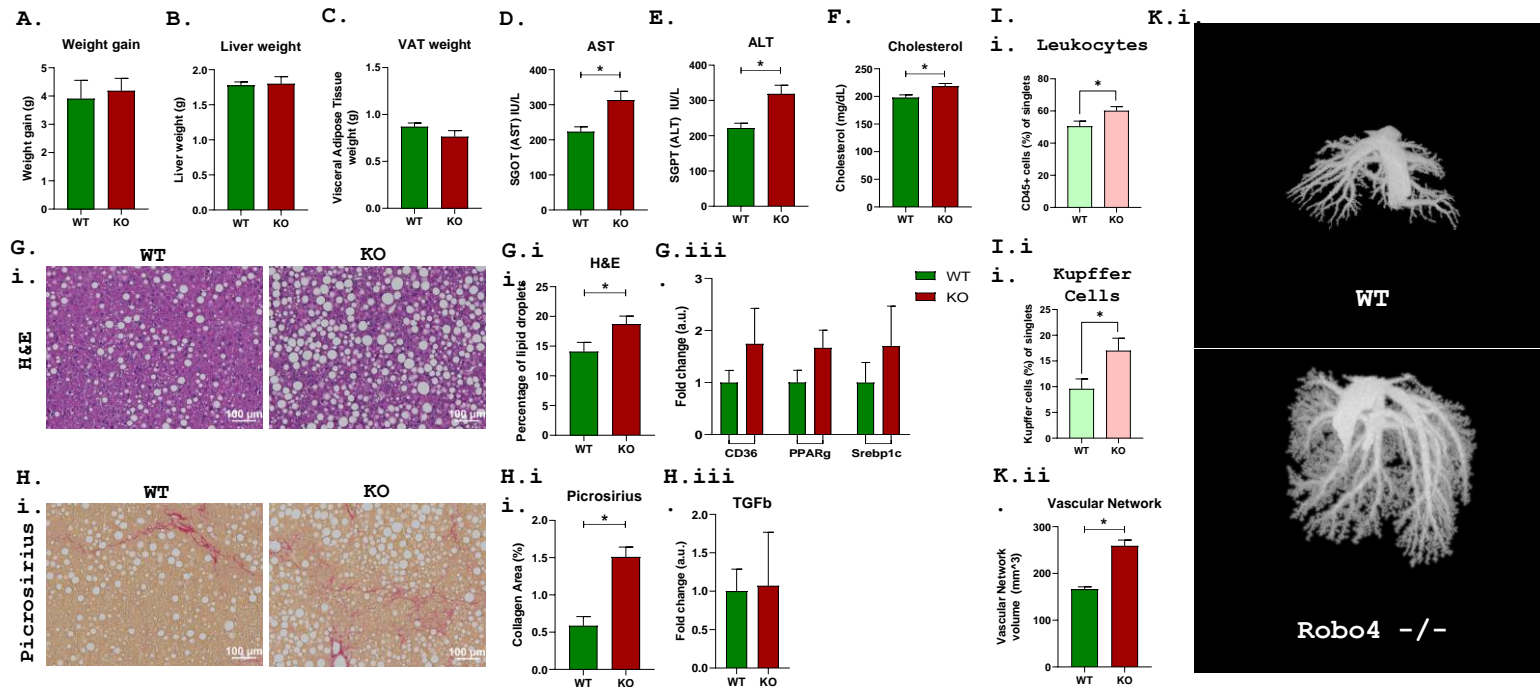 A.
Weight gain
Weight gain (g)
5
4
3
2
1
0
WT
KO
B.
Liver weight
Liver weight (g)
2.0
1.5
1.0
0.5
0.0
WT
KO
C.
VAT weight
Visceral Adipose Tissue
weight (g)
1.5
1.0
0.5
0.0
WT
KO
D.
AST
SGOT (AST) IU/L
400
300
200
100
0
*
WT
KO
E.
ALT
SGPT (ALT) IU/L
400
300
200
100
0
*
WT
KO
F.
Cholesterol
Cholesterol (mg/dL)
250
200
150
100
50
0
*
WT
KO
I.
i.
Leukocytes
CD45+ cells (%) of singlets
80
60
40
20
0
*
WT
KO
K.i.
WT
Robo4 -/-
G.
i.
H&E
WT
KO
100 µm
100 µm
G.i
i.
H&E
Percentage of lipid droplets
25
20
15
10
5
0
*
WT
KO
G.iii
.
Fold change (a.u.)
3
2
1
0
CD36
PPARg
Srebp1c
WT
KO
I.i
i.
Kupffer
Cells
Kupffer cells (%) of singlets
25
20
15
10
5
0
*
WT
KO
H.
i.
Picrosirius
WT
KO
100 µm
100 µm
H.i
i.
Picrosirius
Collagen Area (%)
2.0
1.5
1.0
0.5
0.0
*
WT
KO
H.iii
.
TGFb
Fold change (a.u.)
2.0
1.5
1.0
0.5
0.0
WT
KO
K.ii
.
Vascular Network
Vascular Network
volume (mm^3)
300
200
100
0
*
WT
KO